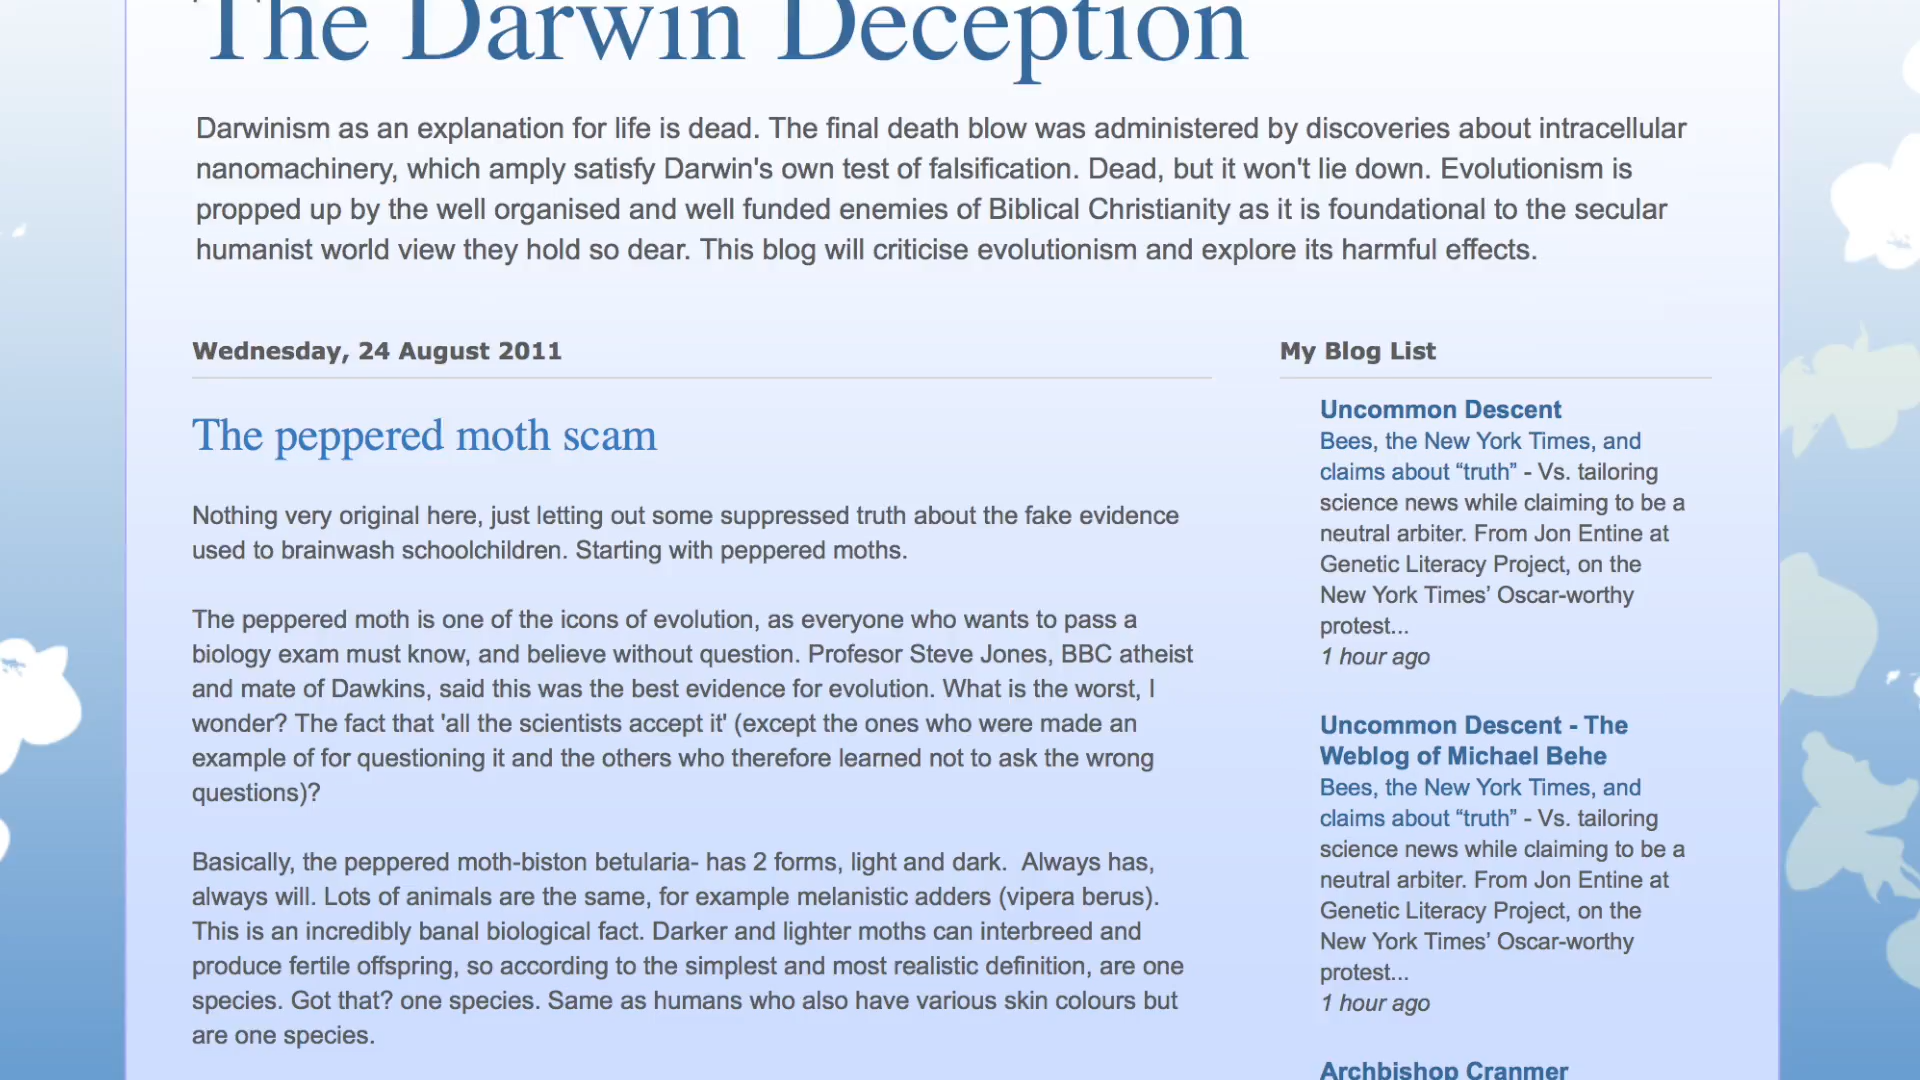 The Darwin Deception
Darwinism as an explanation for life is dead. The final death blow was administered by discoveries about intracellular
nanomachinery, which amply satisfy Darwin's own test of falsification. Dead, but it won't lie down. Evolutionism is
propped up by the well organised and well funded enemies of Biblical Christianity as it is foundational to the secular
humanist world view they hold so dear. This blog will criticise evolutionism and explore its harmful effects.
Wednesday, 24 August 2011
The peppered moth scam
Nothing very original here, just letting out some suppressed truth about the fake evidence
used to brainwash schoolchildren. Starting with peppered moths.
The peppered moth is one of the icons of evolution, as everyone who wants to pass a
biology exam must know, and believe without question. Profesor Steve Jones, BBC atheist
and mate of Dawkins, said this was the best evidence for evolution. What is the worst, I
wonder? The fact that 'all the scientists accept it' (except the ones who were made an
example of for questioning it and the others who therefore learned not to ask the wrong
questions)?
Basically, the peppered moth-biston betularia- has 2 forms, light and dark.  Always has,
always will. Lots of animals are the same, for example melanistic adders (vipera berus).
This is an incredibly banal biological fact. Darker and lighter moths can interbreed and
produce fertile offspring, so according to the simplest and most realistic definition, are one
species. Got that? one species. Same as humans who also have various skin colours but
are one species.
My Blog List
Uncommon Descent
Bees, the New York Times, and
claims about “truth” - Vs. tailoring
science news while claiming to be a
neutral arbiter. From Jon Entine at
Genetic Literacy Project, on the
New York Times’ Oscar-worthy
protest...
1 hour ago
Uncommon Descent - The
Weblog of Michael Behe
Bees, the New York Times, and
claims about “truth” - Vs. tailoring
science news while claiming to be a
neutral arbiter. From Jon Entine at
Genetic Literacy Project, on the
New York Times’ Oscar-worthy
protest...
1 hour ago
Archbishop Cranmer